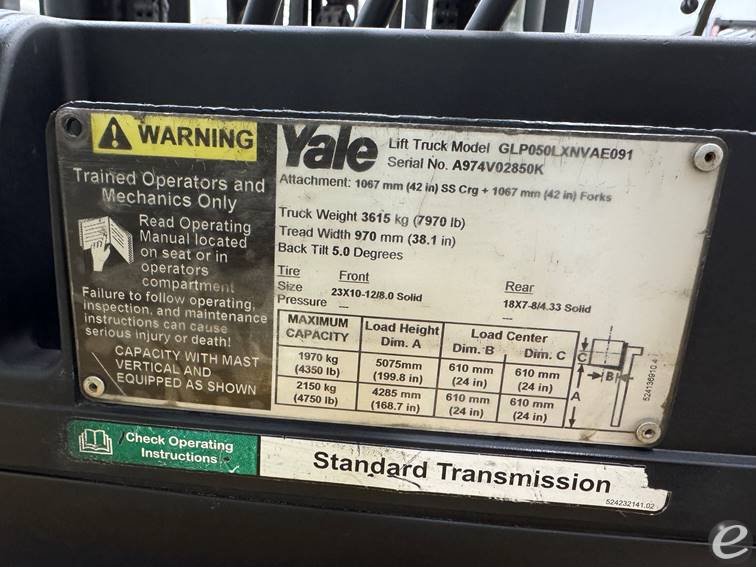 WARNING
Trained Operators and
Mechanics Only
Read Operating
Manual located
on seat or in
operators
compartment
Failure to follow operating,
inspection, and maintenance
instructions can cause
serious injury or death!
CAPACITY WITH MAST
VERTICAL AND
EQUIPPED AS SHOWN
Yale Lift Truck Model GLP050LXNVAE091
Serial No. A974V02850K
Attachment: 1067 mm (42 in) SS Crg + 1067 mm (42 in) Forks
Truck Weight 3615 kg (7970 lb)
Tread Width 970 mm (38.1 in)
Back Tilt 5.0 Degrees
Tire Front Rear
Size 23X10-12/8.0 Solid 18X7-8/4.33 Solid
Pressure --- ---
MAXIMUM CAPACITY Load Height Dim. A Load Center Dim. B Dim. C
1970 kg 5075mm 610 mm 610 mm
(4350 lb) (199.8 in) (24 in) (24 in)
2150 kg 4285 mm 610 mm 610 mm
(4750 lb) (168.7 in) (24 in) (24 in)
C
B
A
524136910 4
Check Operating
Instructions
Standard Transmission
524232141.02
e